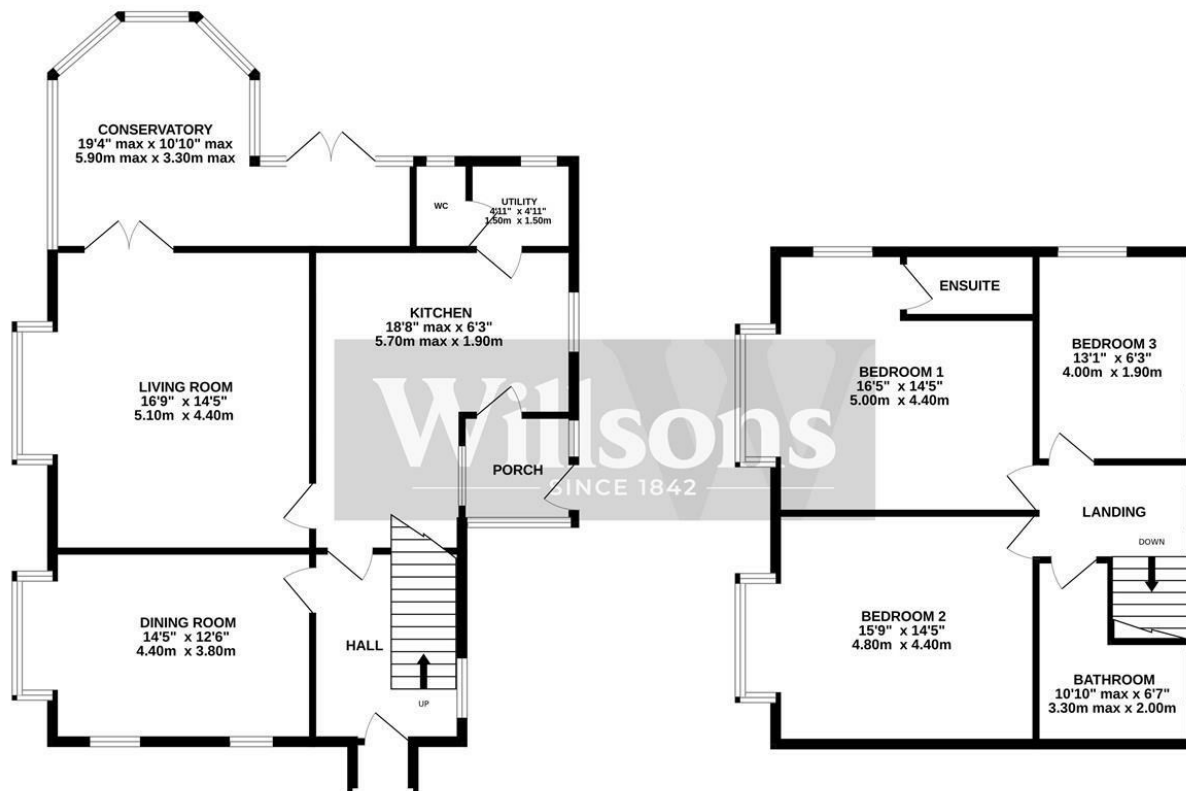 CONSERVATORY
19'4" max x 10'10" max
5.90m max x 3.30m max
WC
UTILITY
4'11" x 4'11"
1.50m x 1.50m
KITCHEN
18'8" max x 6'3"
5.70m max x 1.90m
LIVING ROOM
16'9" x 14'5"
5.10m x 4.40m
PORCH
DINING ROOM
14'5" x 12'6"
4.40m x 3.80m
HALL
UP
Willsons
SINCE 1842
ENSUITE
BEDROOM 1
16'5" x 14'5"
5.00m x 4.40m
BEDROOM 3
13'1" x 6'3"
4.00m x 1.90m
LANDING
DOWN
BEDROOM 2
15'9" x 14'5"
4.80m x 4.40m
BATHROOM
10'10" max x 6'7"
3.30m max x 2.00m